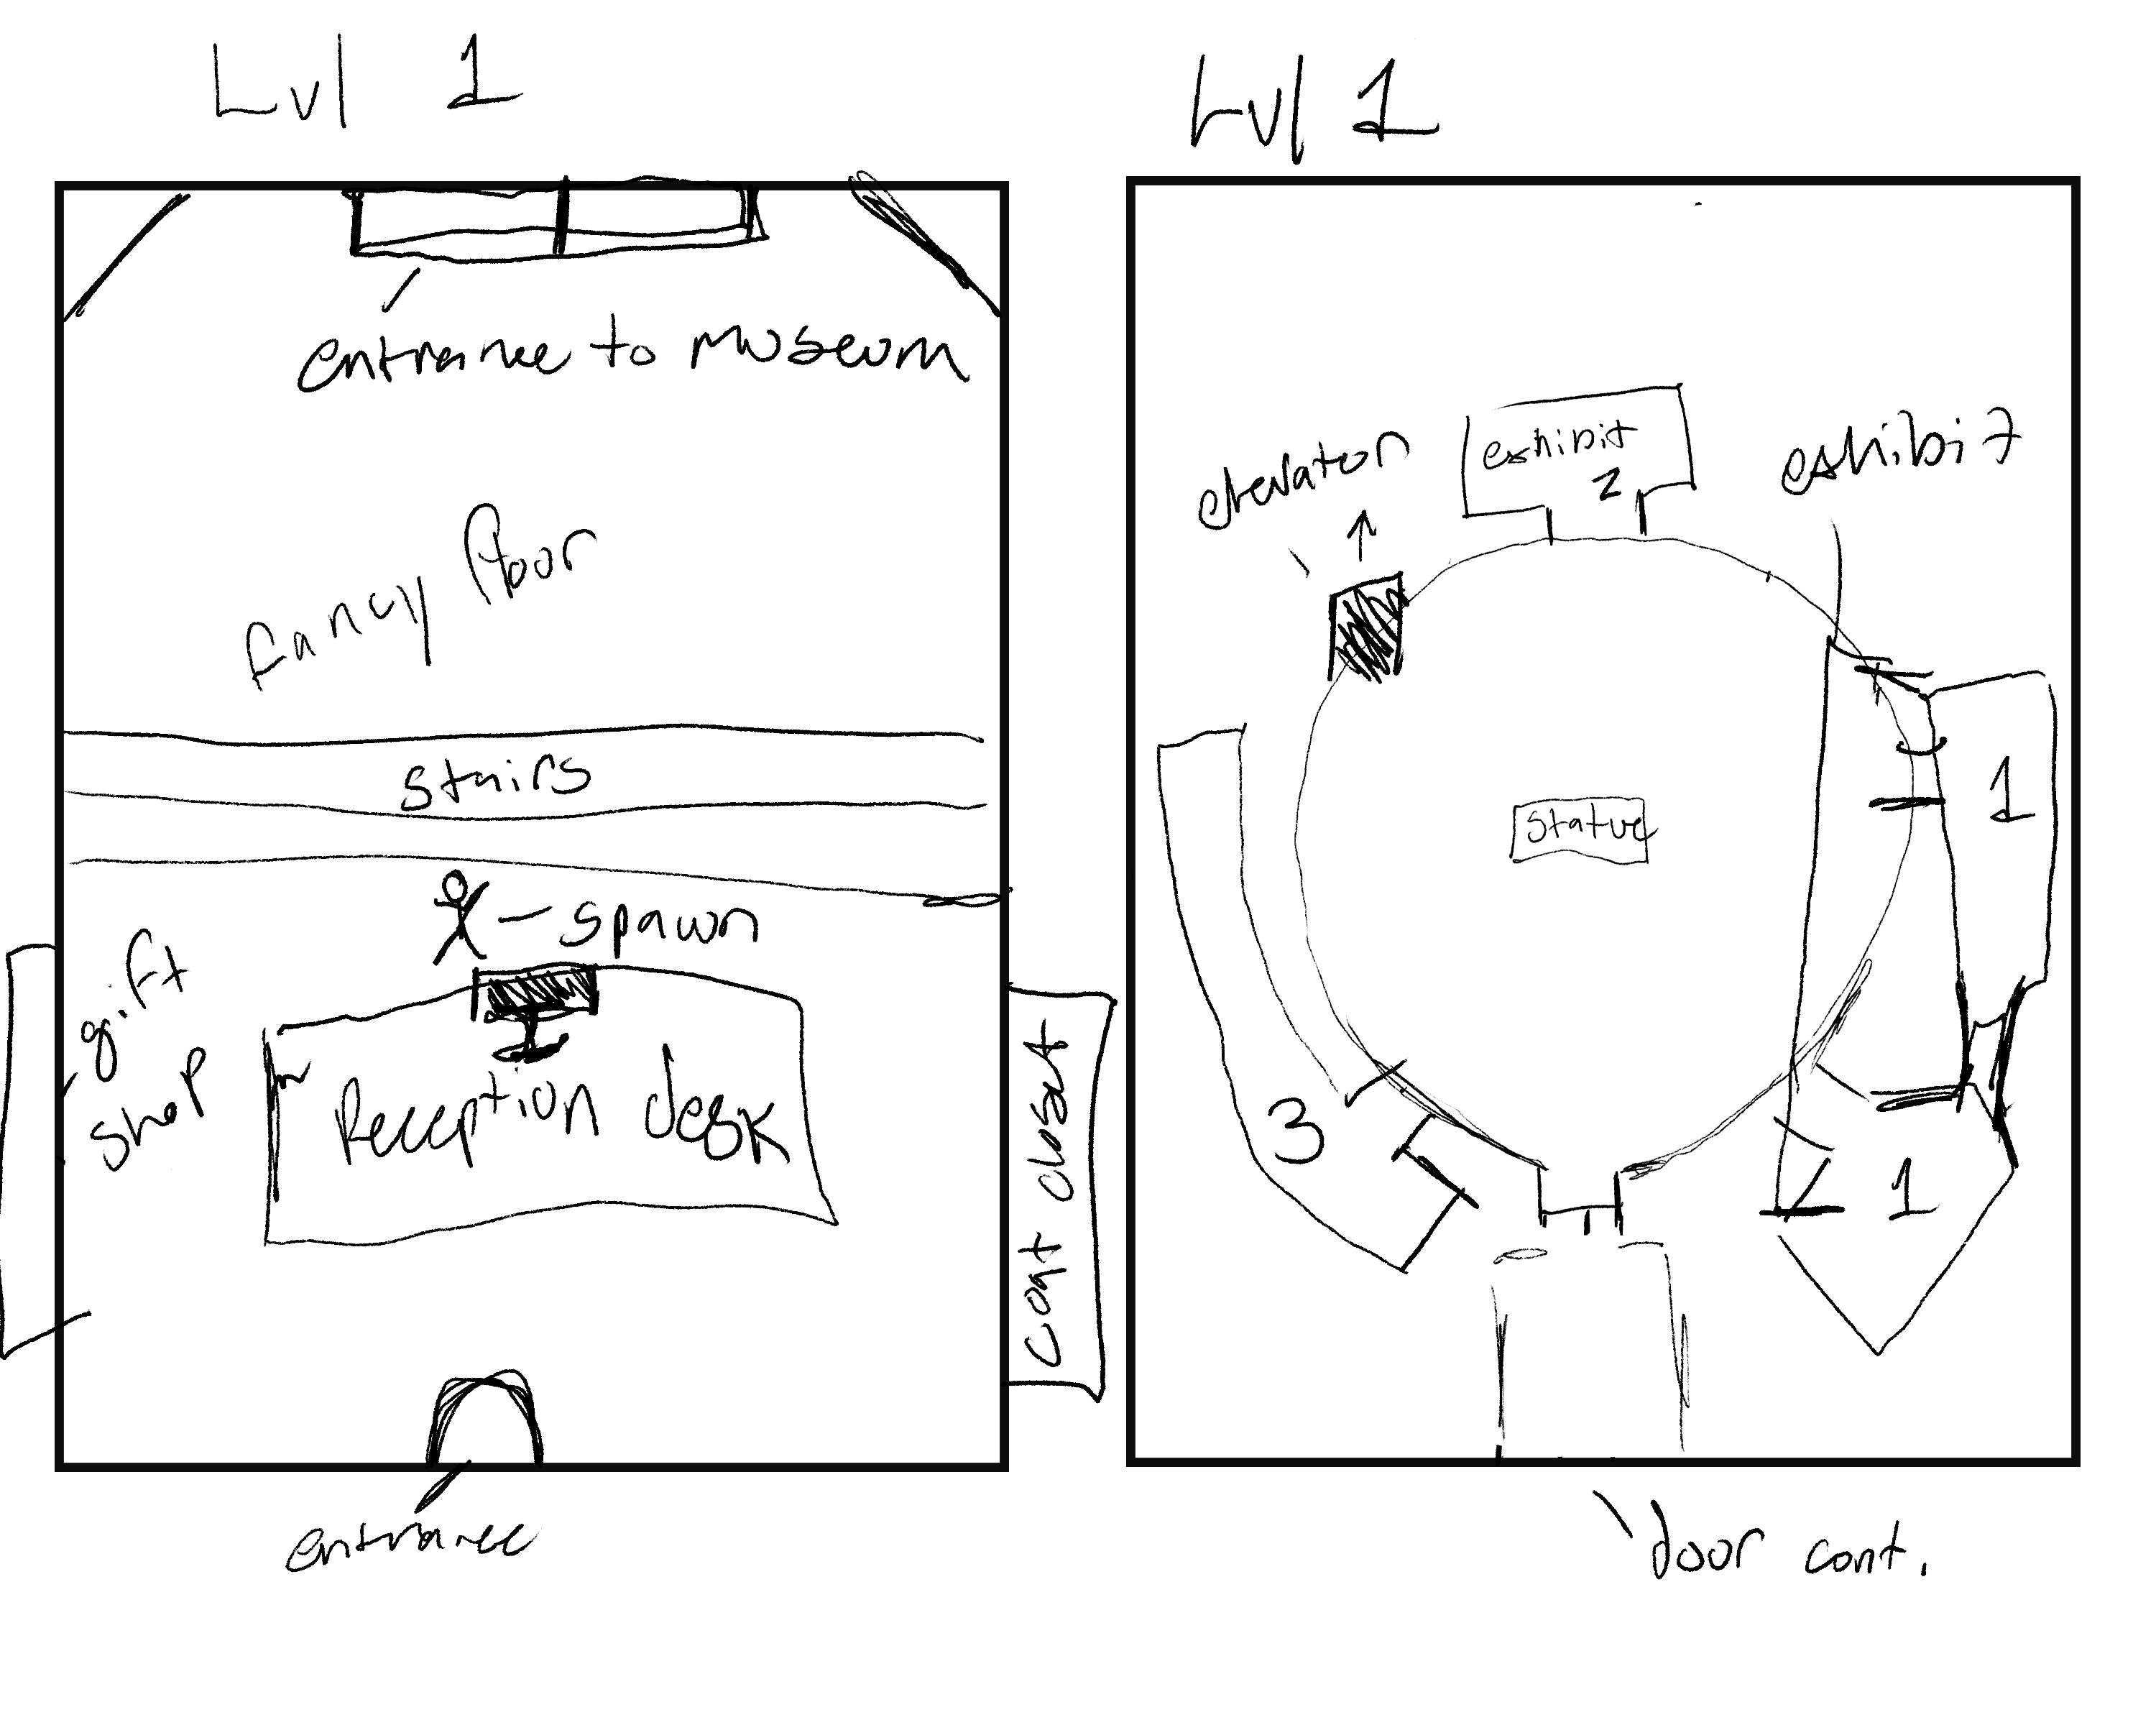 Lvl 1
entrance to museum
fancy floor
stairs
spawn
gift
shop
Reception desk
coat closet
entrance
Lvl 1
elevator
exhibit
2
exhibit
1
statue
3
1
door cont.